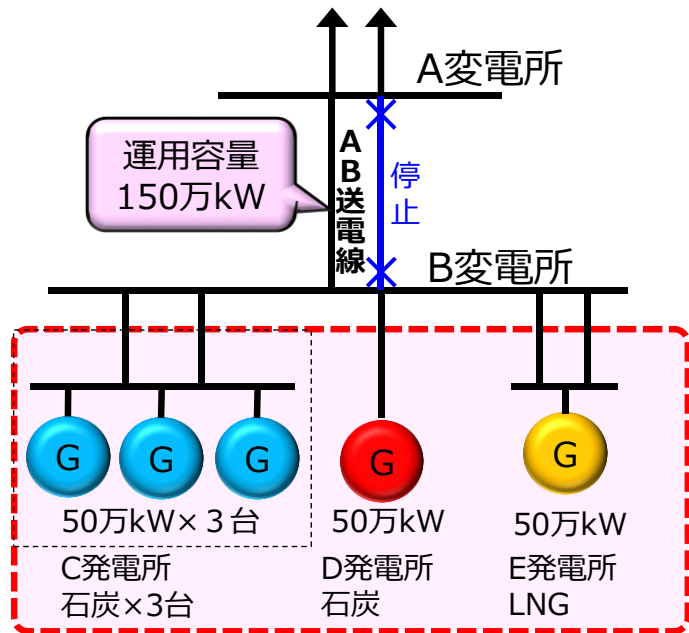 A変電所
運用容量
150万kW
AB送電線
停止
B変電所
G
G
G
G
G
50万kW×３台
50万kW
50万kW
C発電所
石炭×3台
D発電所
石炭
E発電所
LNG